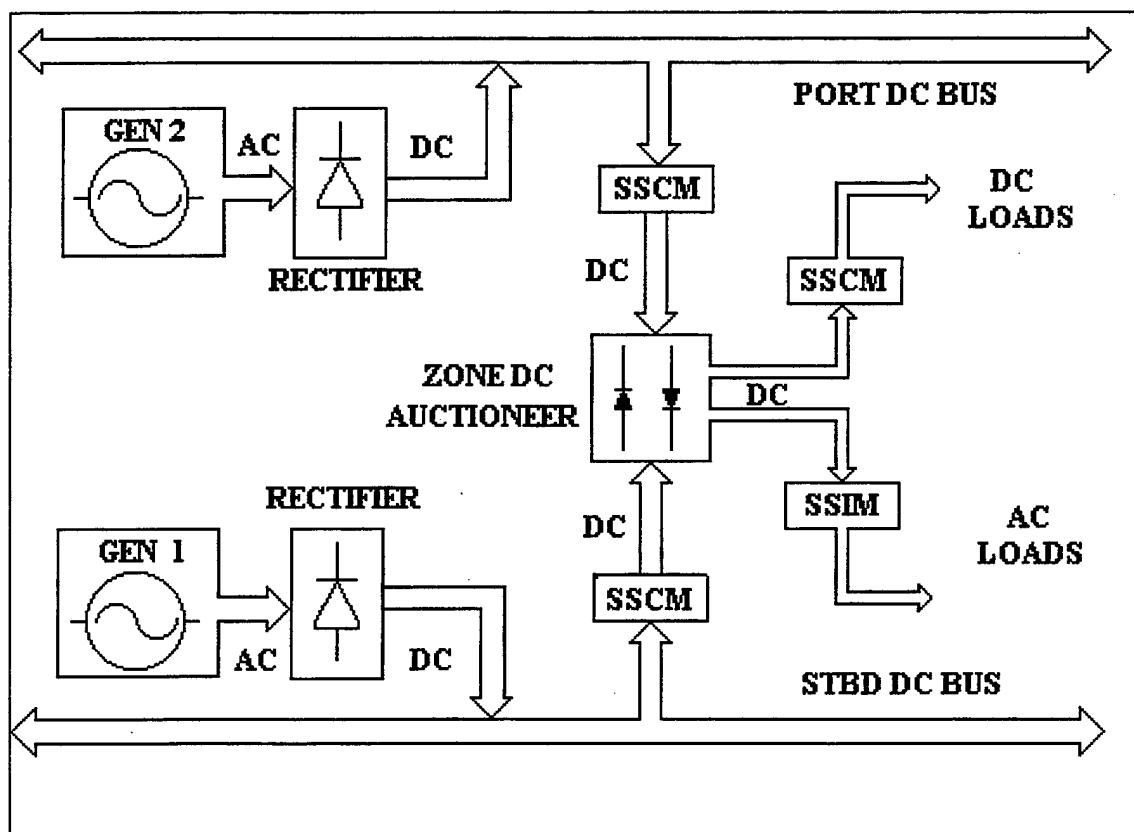 PORT DC BUS
GEN 2
AC
DC
RECTIFIER
SSCM
DC
DC
LOADS
SSCM
ZONE DC
AUCTIONEER
DC
RECTIFIER
GEN 1
AC
DC
DC
SSCM
SSIM
AC
LOADS
STBD DC BUS